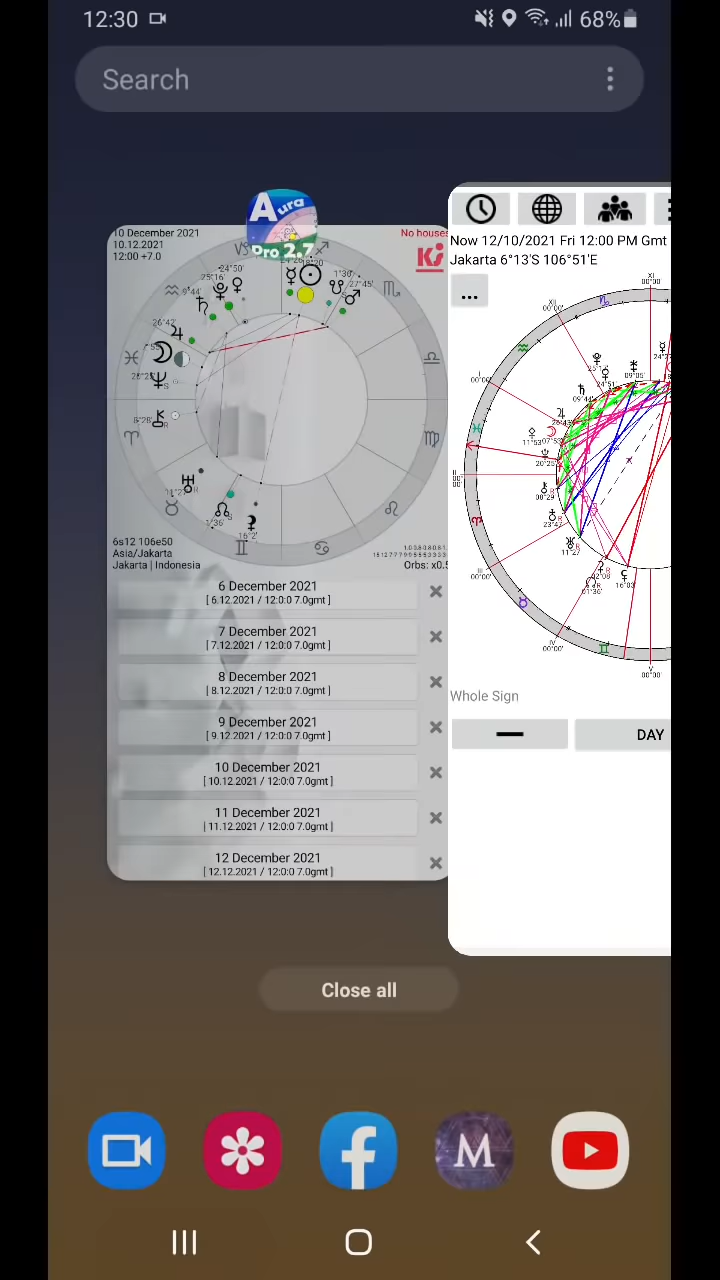 12:30
68%
Search
Aura
Pro 2.7
10 December 2021
10.12.2021
12:00 +7.0
No houses
6s12 106e50
Asia/Jakarta
Jakarta | Indonesia
Orbs: x0.5
6 December 2021
[ 6.12.2021 / 12:0:0 7.0gmt ]
7 December 2021
[ 7.12.2021 / 12:0:0 7.0gmt ]
8 December 2021
[ 8.12.2021 / 12:0:0 7.0gmt ]
9 December 2021
[ 9.12.2021 / 12:0:0 7.0gmt ]
10 December 2021
[ 10.12.2021 / 12:0:0 7.0gmt ]
11 December 2021
[ 11.12.2021 / 12:0:0 7.0gmt ]
12 December 2021
[ 12.12.2021 / 12:0:0 7.0gmt ]
Now 12/10/2021 Fri 12:00 PM Gmt
Jakarta 6°13'S 106°51'E
...
Whole Sign
DAY
Close all
M